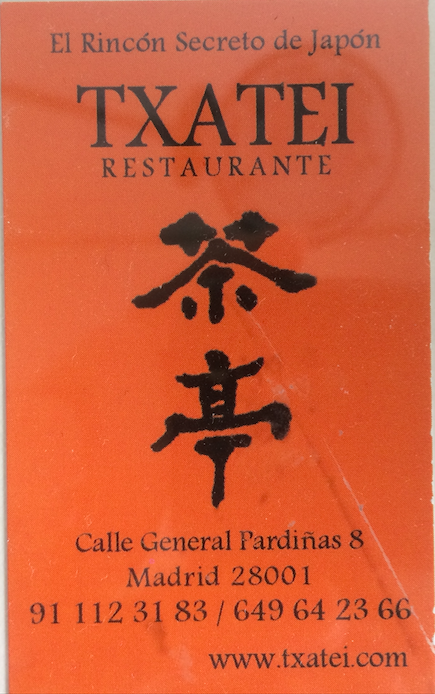 El Rincón Secreto de Japón
TXATEI
RESTAURANTE
茶
亭
Calle General Pardiñas 8
Madrid 28001
91 112 31 83 / 649 64 23 66
www.txatei.com